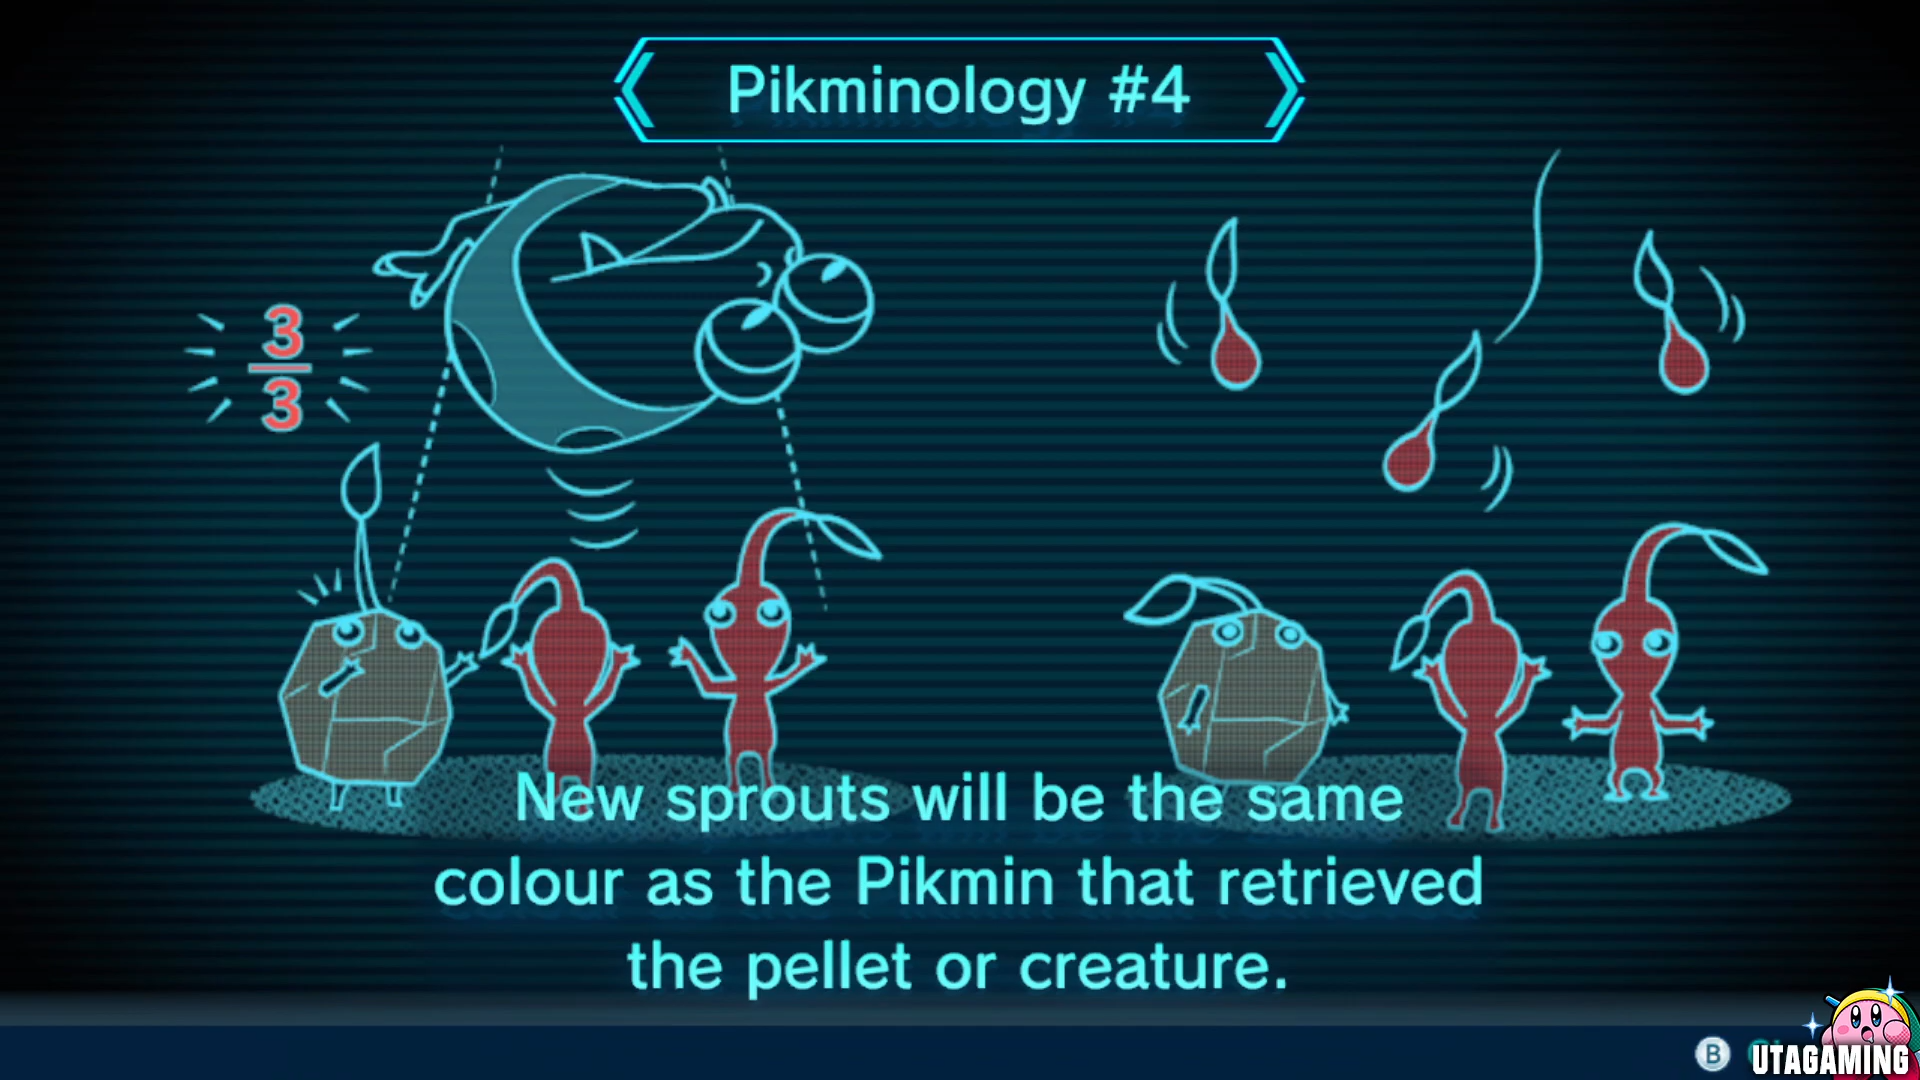 Pikminology #4
3
3
New sprouts will be the same
colour as the Pikmin that retrieved
the pellet or creature.
B
UTAGAMING